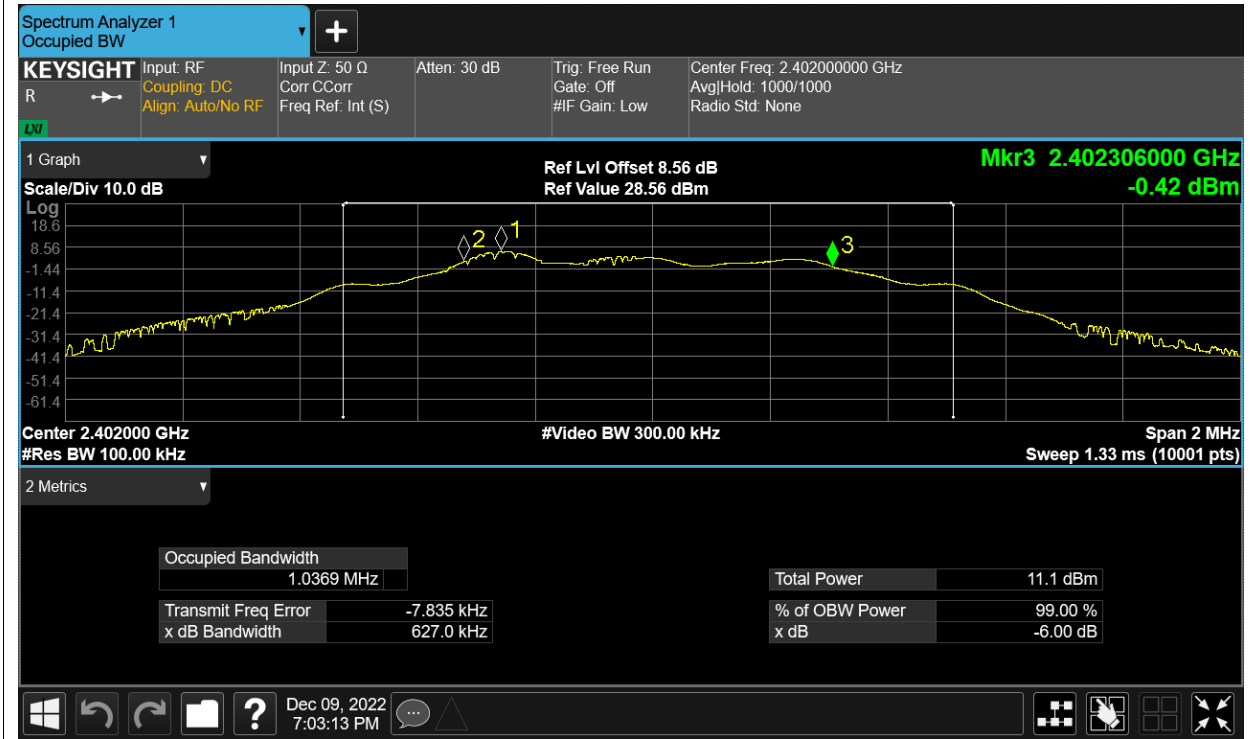 Spectrum Analyzer 1
Occupied BW
KEYSIGHT
R
LXI
Input: RF
Coupling: DC
Align: Auto/No RF
Input Z: 50 Ω
Corr CCorr
Freq Ref: Int (S)
Atten: 30 dB
Trig: Free Run
Gate: Off
#IF Gain: Low
Center Freq: 2.402000000 GHz
Avg|Hold: 1000/1000
Radio Std: None
1 Graph
Scale/Div 10.0 dB
Ref Lvl Offset 8.56 dB
Ref Value 28.56 dBm
Mkr3 2.402306000 GHz
-0.42 dBm
Log
18.6
8.56
-1.44
-11.4
-21.4
-31.4
-41.4
-51.4
-61.4
2 1
3
Center 2.402000 GHz
#Res BW 100.00 kHz
#Video BW 300.00 kHz
Span 2 MHz
Sweep 1.33 ms (10001 pts)
2 Metrics
Occupied Bandwidth
1.0369 MHz
Transmit Freq Error -7.835 kHz
x dB Bandwidth 627.0 kHz
Total Power 11.1 dBm
% of OBW Power 99.00 %
x dB -6.00 dB
?
Dec 09, 2022
7:03:13 PM